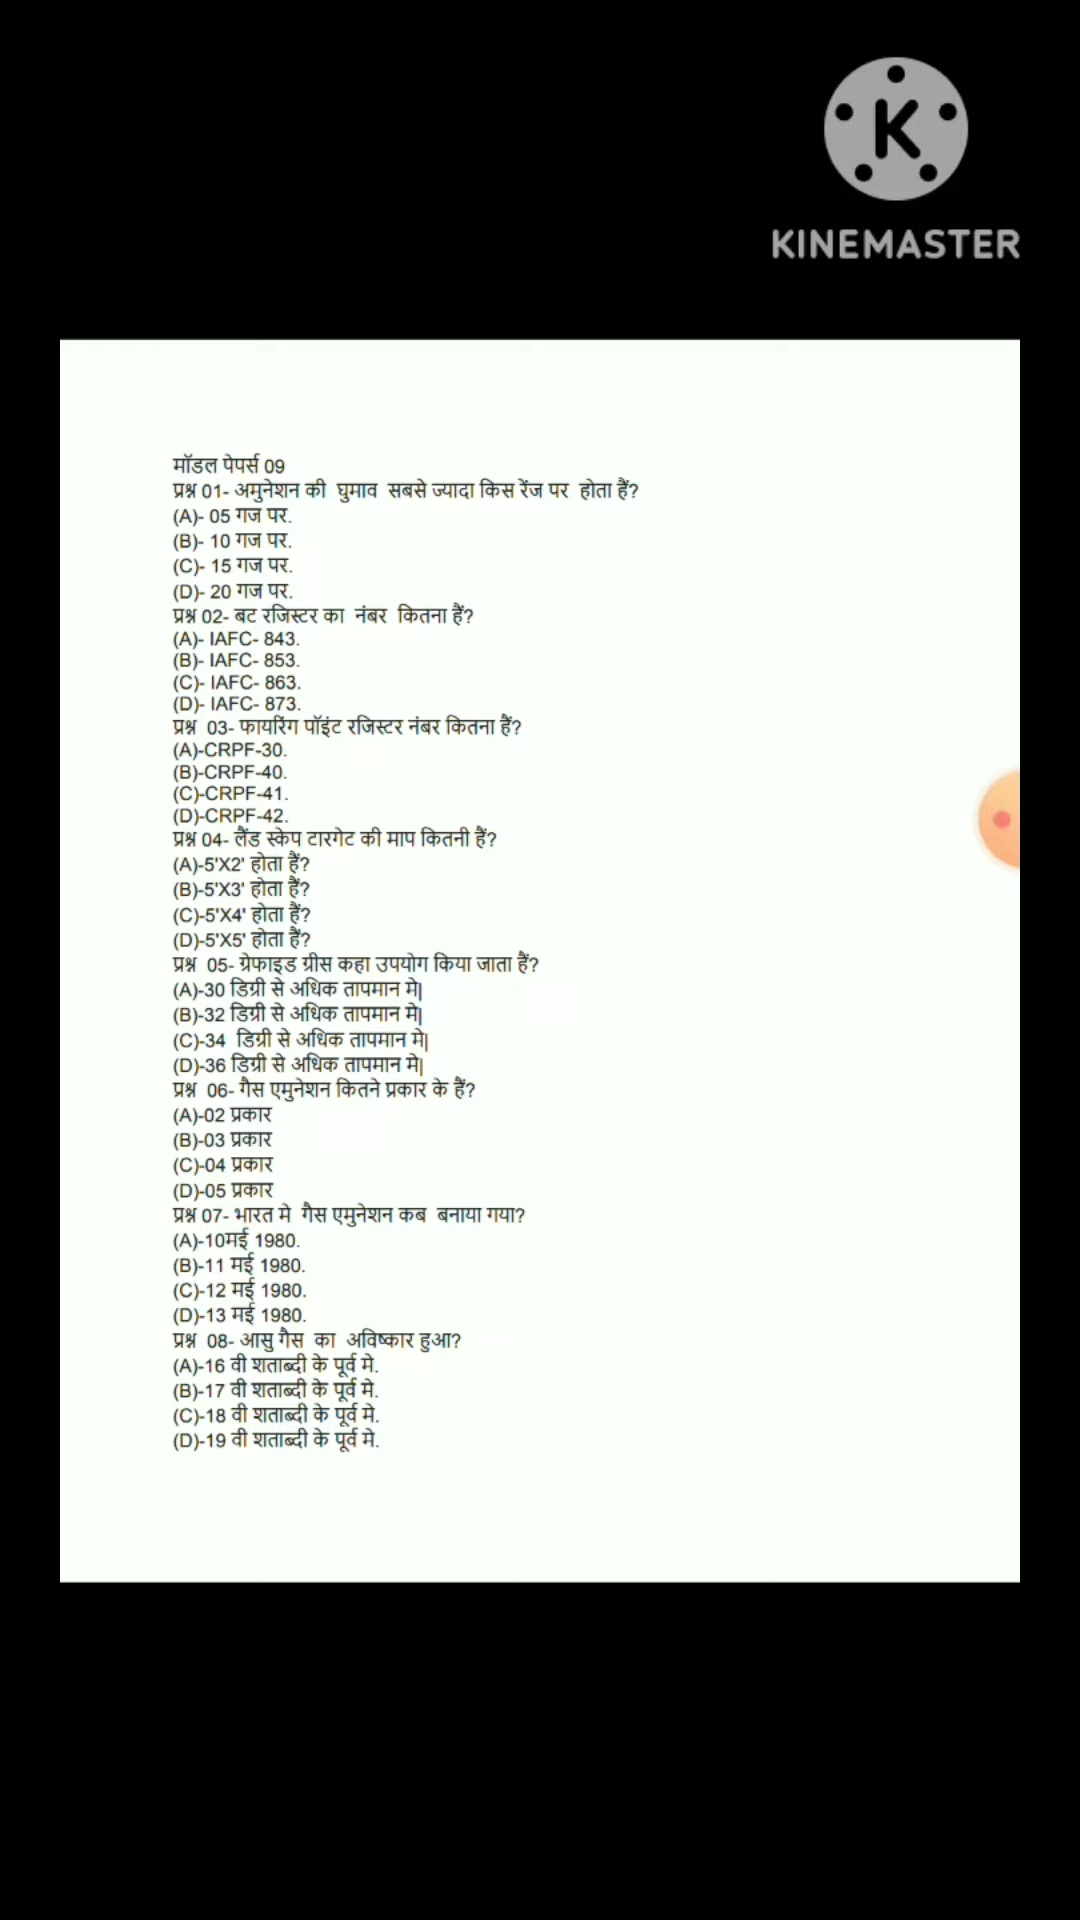 K
KINEMASTER
मॉडल पेपर्स 09
प्रश्न 01- अमुनेशन की घुमाव सबसे ज्यादा किस रेंज पर होता हैं?
(A)- 05 गज पर.
(B)- 10 गज पर.
(C)- 15 गज पर.
(D)- 20 गज पर.
प्रश्न 02- बट रजिस्टर का नंबर कितना हैं?
(A)- IAFC- 843.
(B)- IAFC- 853.
(C)- IAFC- 863.
(D)- IAFC- 873.
प्रश्न 03- फायरिंग पॉइंट रजिस्टर नंबर कितना हैं?
(A)-CRPF-30.
(B)-CRPF-40.
(C)-CRPF-41.
(D)-CRPF-42.
प्रश्न 04- लैंड स्केप टारगेट की माप कितनी हैं?
(A)-5'X2' होता हैं?
(B)-5'X3' होता हैं?
(C)-5'X4' होता हैं?
(D)-5'X5' होता हैं?
प्रश्न 05- ग्रेफाइड ग्रीस कहा उपयोग किया जाता हैं?
(A)-30 डिग्री से अधिक तापमान मे|
(B)-32 डिग्री से अधिक तापमान मे|
(C)-34 डिग्री से अधिक तापमान मे|
(D)-36 डिग्री से अधिक तापमान मे|
प्रश्न 06- गैस एमुनेशन कितने प्रकार के हैं?
(A)-02 प्रकार
(B)-03 प्रकार
(C)-04 प्रकार
(D)-05 प्रकार
प्रश्न 07- भारत मे गैस एमुनेशन कब बनाया गया?
(A)-10मई 1980.
(B)-11 मई 1980.
(C)-12 मई 1980.
(D)-13 मई 1980.
प्रश्न 08- आसु गैस का अविष्कार हुआ?
(A)-16 वी शताब्दी के पूर्व मे.
(B)-17 वी शताब्दी के पूर्व मे.
(C)-18 वी शताब्दी के पूर्व मे.
(D)-19 वी शताब्दी के पूर्व मे.